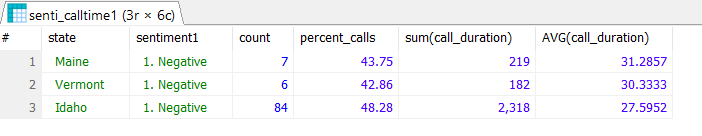 senti_calltime1 (3r × 6c)
# state sentiment1 count percent_calls sum(call_duration) AVG(call_duration)
1 Maine 1. Negative 7 43.75 219 31.2857
2 Vermont 1. Negative 6 42.86 182 30.3333
3 Idaho 1. Negative 84 48.28 2,318 27.5952